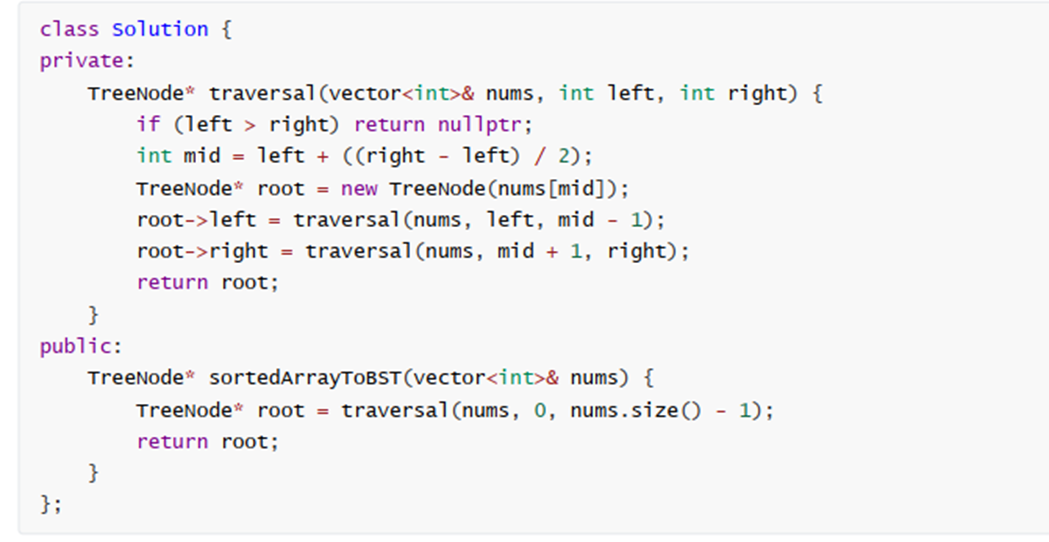 class Solution {
private:
    TreeNode* traversal(vector<int>& nums, int left, int right) {
        if (left > right) return nullptr;
        int mid = left + ((right - left) / 2);
        TreeNode* root = new TreeNode(nums[mid]);
        root->left = traversal(nums, left, mid - 1);
        root->right = traversal(nums, mid + 1, right);
        return root;
    }
public:
    TreeNode* sortedArrayToBST(vector<int>& nums) {
        TreeNode* root = traversal(nums, 0, nums.size() - 1);
        return root;
    }
};